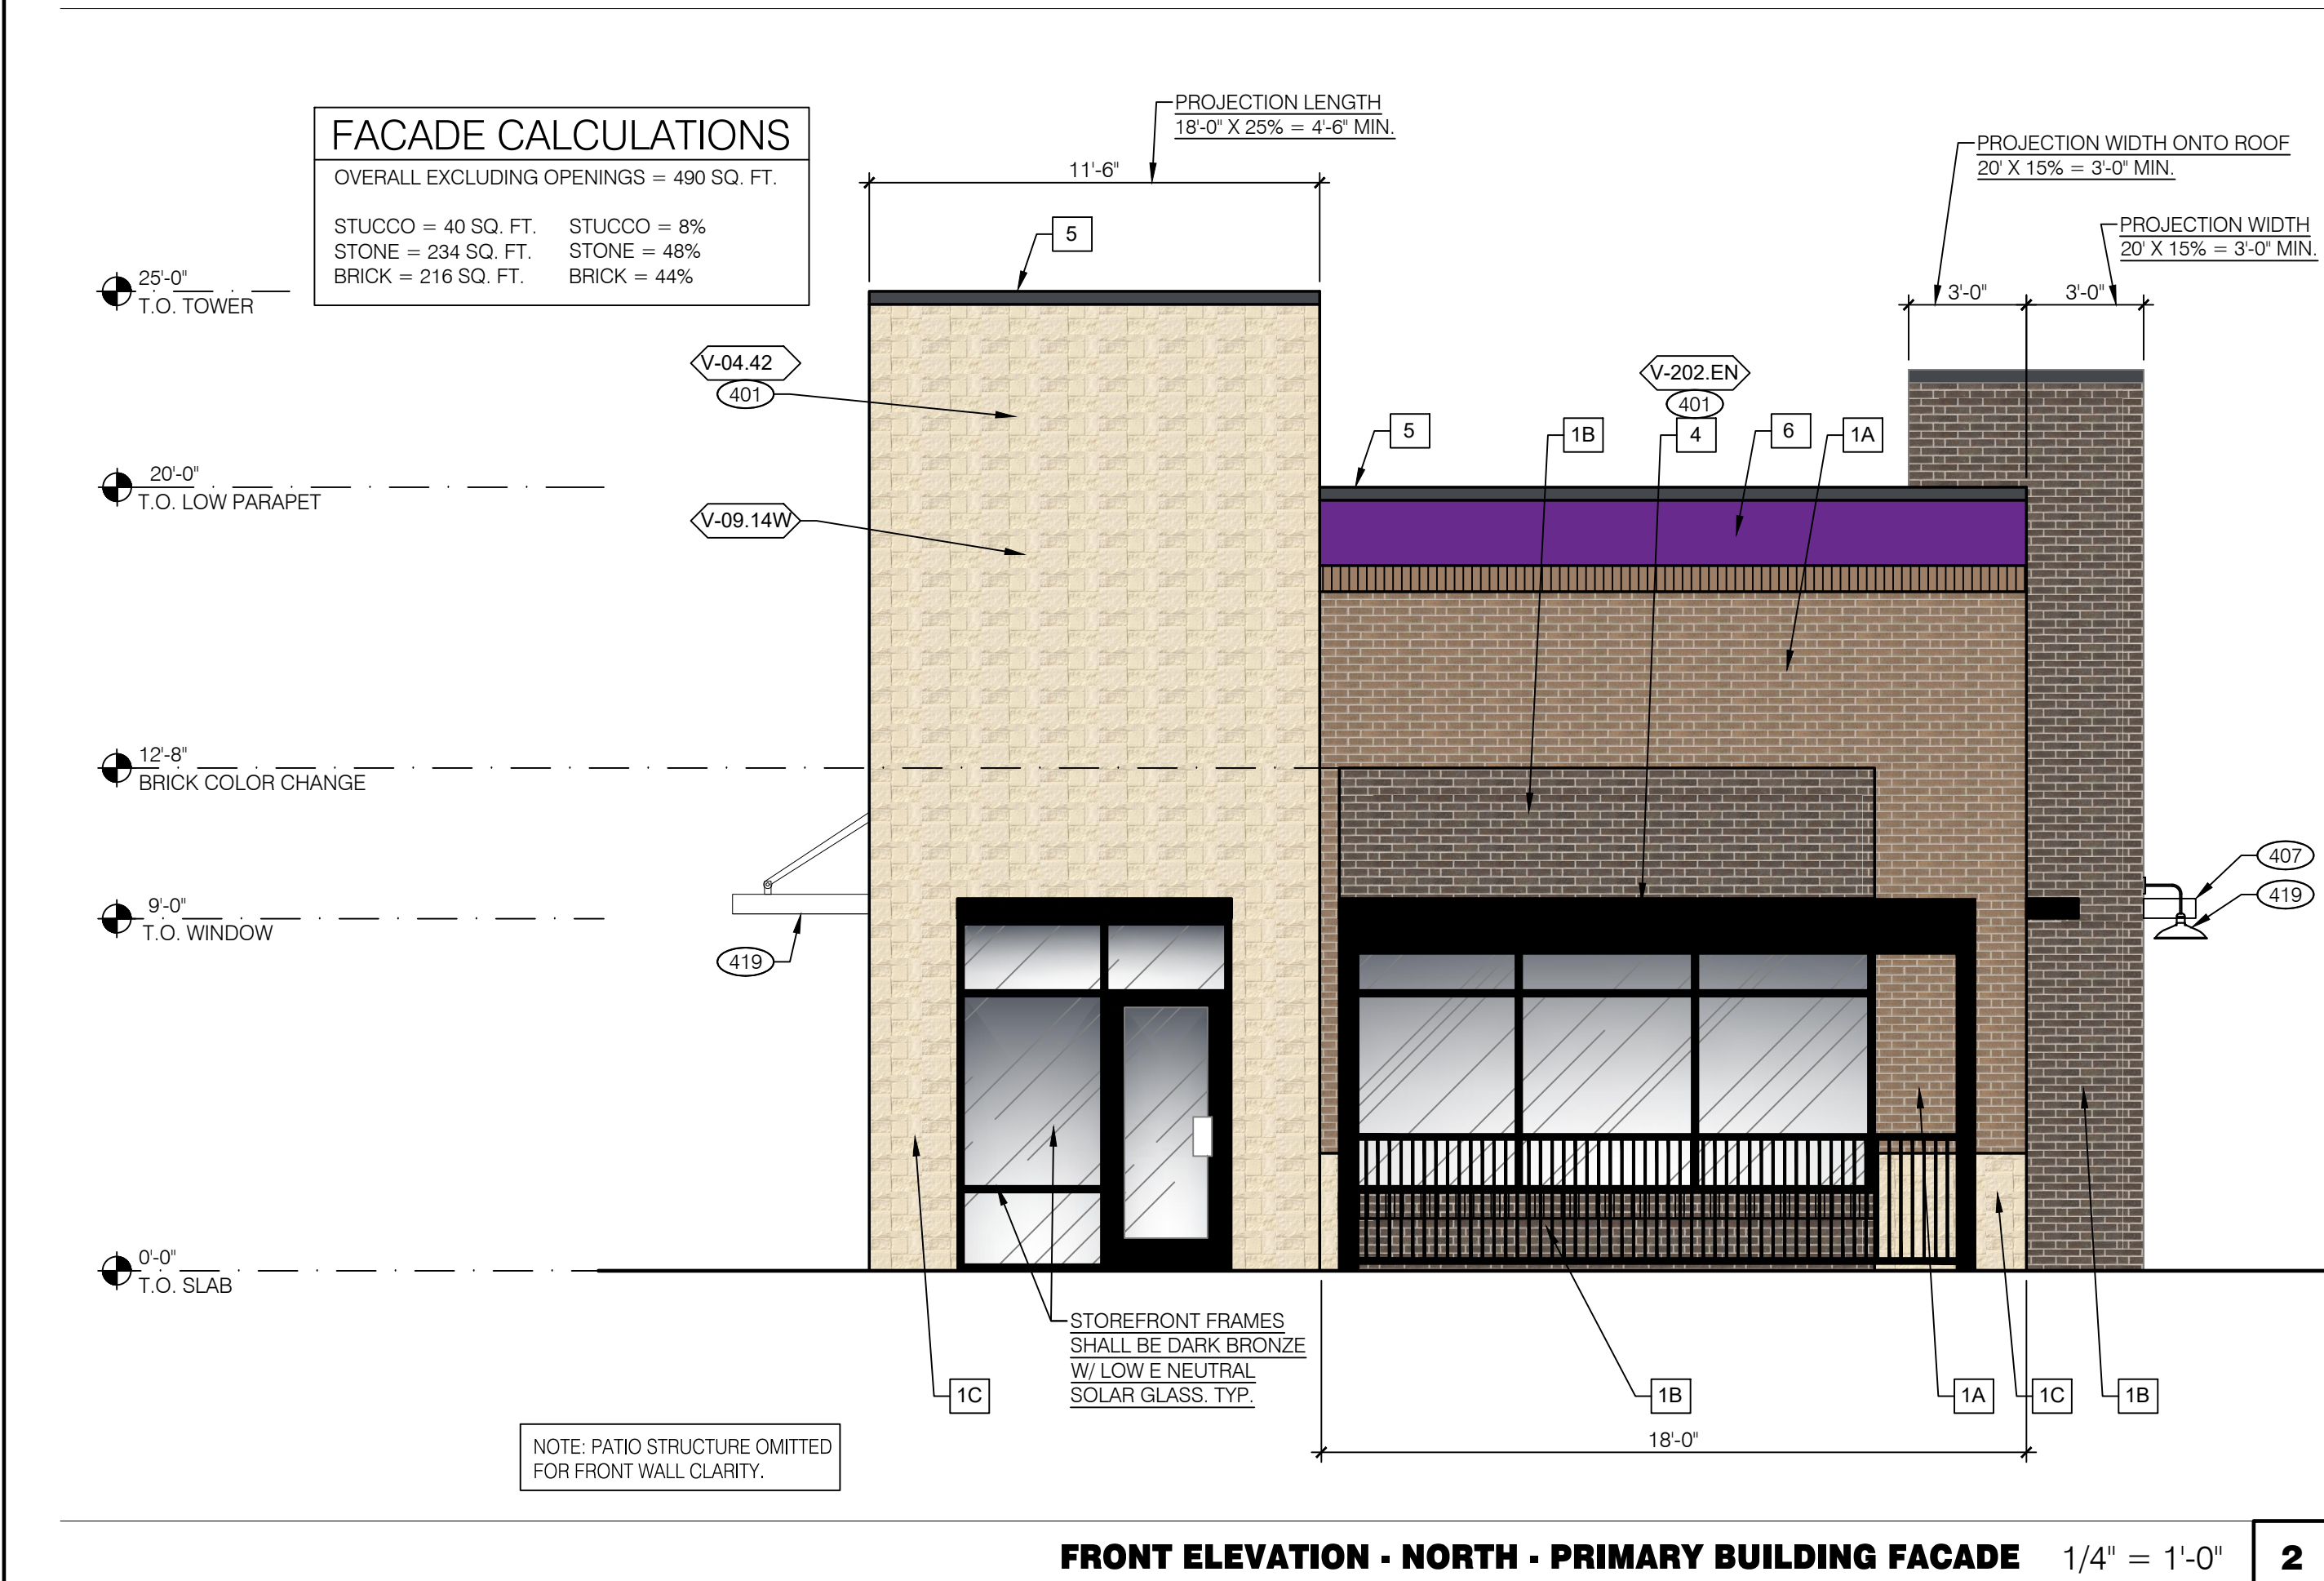 FACADE CALCULATIONS
OVERALL EXCLUDING OPENINGS = 490 SQ. FT.
STUCCO = 40 SQ. FT. STUCCO = 8%
STONE = 234 SQ. FT. STONE = 48%
BRICK = 216 SQ. FT. BRICK = 44%
PROJECTION LENGTH
18'-0" X 25% = 4'-6" MIN.
11'-6"
PROJECTION WIDTH ONTO ROOF
20' X 15% = 3'-0" MIN.
PROJECTION WIDTH
20' X 15% = 3'-0" MIN.
3'-0" 3'-0"
5
25'-0"
T.O. TOWER
V-04.42
401
V-202.EN
401
5 1B 4 6 1A
20'-0"
T.O. LOW PARAPET
V-09.14W
12'-8"
BRICK COLOR CHANGE
407
419
9'-0"
T.O. WINDOW
419
0'-0"
T.O. SLAB
STOREFRONT FRAMES
SHALL BE DARK BRONZE
W/ LOW E NEUTRAL
SOLAR GLASS. TYP.
1C 1B 1A 1C 1B
18'-0"
NOTE: PATIO STRUCTURE OMITTED
FOR FRONT WALL CLARITY.
FRONT ELEVATION - NORTH - PRIMARY BUILDING FACADE 1/4" = 1'-0" 2